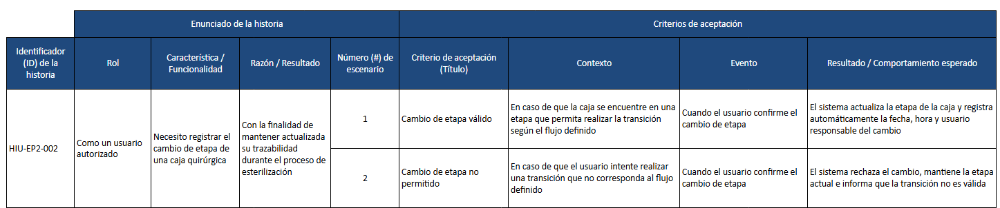 Enunciado de la historia
Criterios de aceptación
Identificador
(ID) de la
historia
Rol
Característica /
Funcionalidad
Razón / Resultado
Número (#) de
escenario
Criterio de aceptación
(Título)
Contexto
Evento
Resultado / Comportamiento esperado
HIU-EP2-002
Como un usuario
autorizado
Necesito registrar el
cambio de etapa de
una caja quirúrgica
Con la finalidad de
mantener actualizada
su trazabilidad
durante el proceso de
esterilización
1
Cambio de etapa válido
En caso de que la caja se encuentre en una
etapa que permita realizar la transición
según el flujo definido
Cuando el usuario confirme el
cambio de etapa
El sistema actualiza la etapa de la caja y registra
automáticamente la fecha, hora y usuario
responsable del cambio
2
Cambio de etapa no
permitido
En caso de que el usuario intente realizar
una transición que no corresponda al flujo
definido
Cuando el usuario confirme el
cambio de etapa
El sistema rechaza el cambio, mantiene la etapa
actual e informa que la transición no es válida